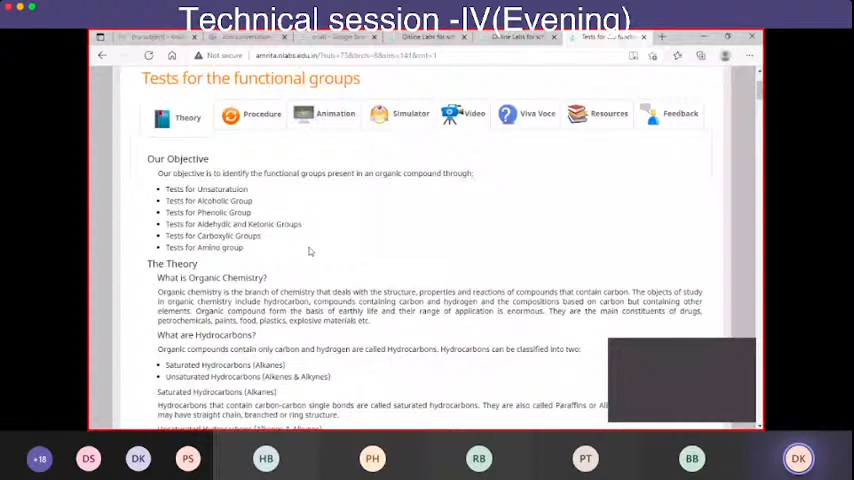 Technical session -IV(Evening)
Online Labs for sc
Online Labs for sc
Not secure
amrita.olabs.edu.in/?sub=73&brch=8&sim=141&cnt=1
Tests for the functional groups
Theory
Procedure
Animation
Simulator
Video
Viva Voce
Resources
Feedback
Our Objective
Our objective is to identify the functional groups present in an organic compound through;
Tests for Unsaturatuion
Tests for Alcoholic Group
Tests for Phenolic Group
Tests for Aldehydic and Ketonic Groups
Tests for Carboxylic Groups
Tests for Amino group
The Theory
What is Organic Chemistry?
Organic chemistry is the branch of chemistry that deals with the structure, properties and reactions of compounds that contain carbon. The objects of study
in organic chemistry include hydrocarbon, compounds containing carbon and hydrogen and the compositions based on carbon but containing other
elements. Organic compound form the basis of earthly life and their range of application is enormous. They are the main constituents of drugs,
petrochemicals, paints, food, plastics, explosive materials etc.
What are Hydrocarbons?
Organic compounds contain only carbon and hydrogen are called Hydrocarbons. Hydrocarbons can be classified into two:
Saturated Hydrocarbons (Alkanes)
Unsaturated Hydrocarbons (Alkenes & Alkynes)
Saturated Hydrocarbons (Alkanes)
Hydrocarbons that contain carbon-carbon single bonds are called saturated hydrocarbons. They are also called Paraffins or
may have straight chain, branched or ring structure.
+18
DS
DK
PS
HB
PH
RB
PT
BB
DK